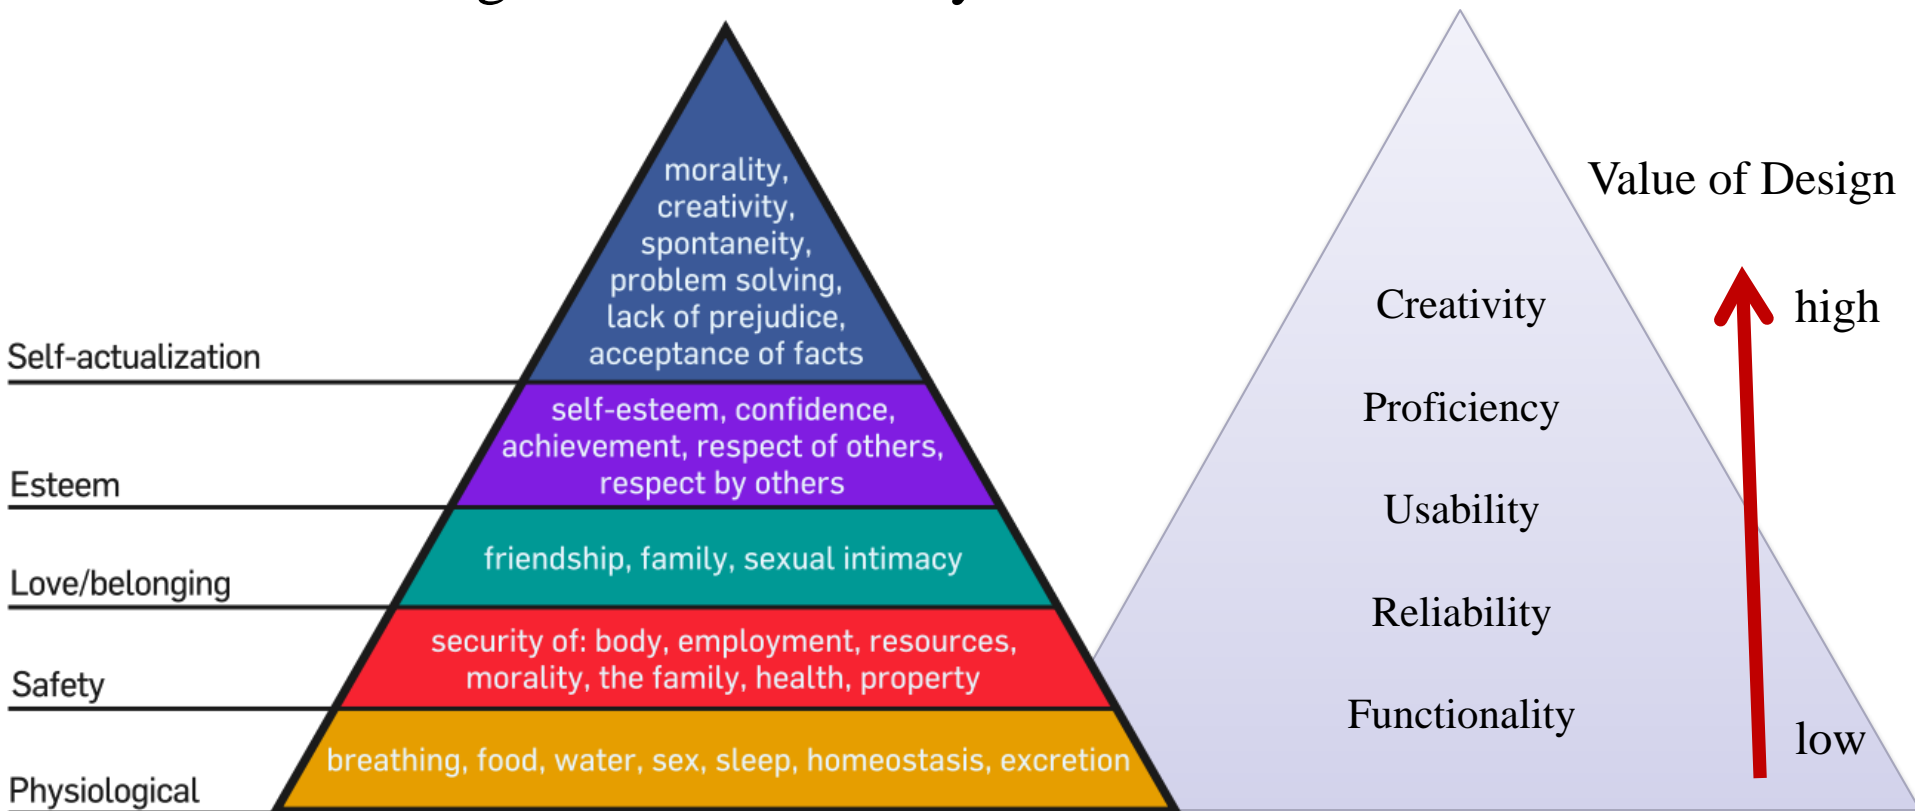 morality,
creativity,
spontaneity,
problem solving,
lack of prejudice,
acceptance of facts
Self-actualization
self-esteem, confidence,
achievement, respect of others,
respect by others
Esteem
friendship, family, sexual intimacy
Love/belonging
security of: body, employment, resources,
morality, the family, health, property
Safety
breathing, food, water, sex, sleep, homeostasis, excretion
Physiological
Value of Design
Creativity
high
Proficiency
Usability
Reliability
Functionality
low